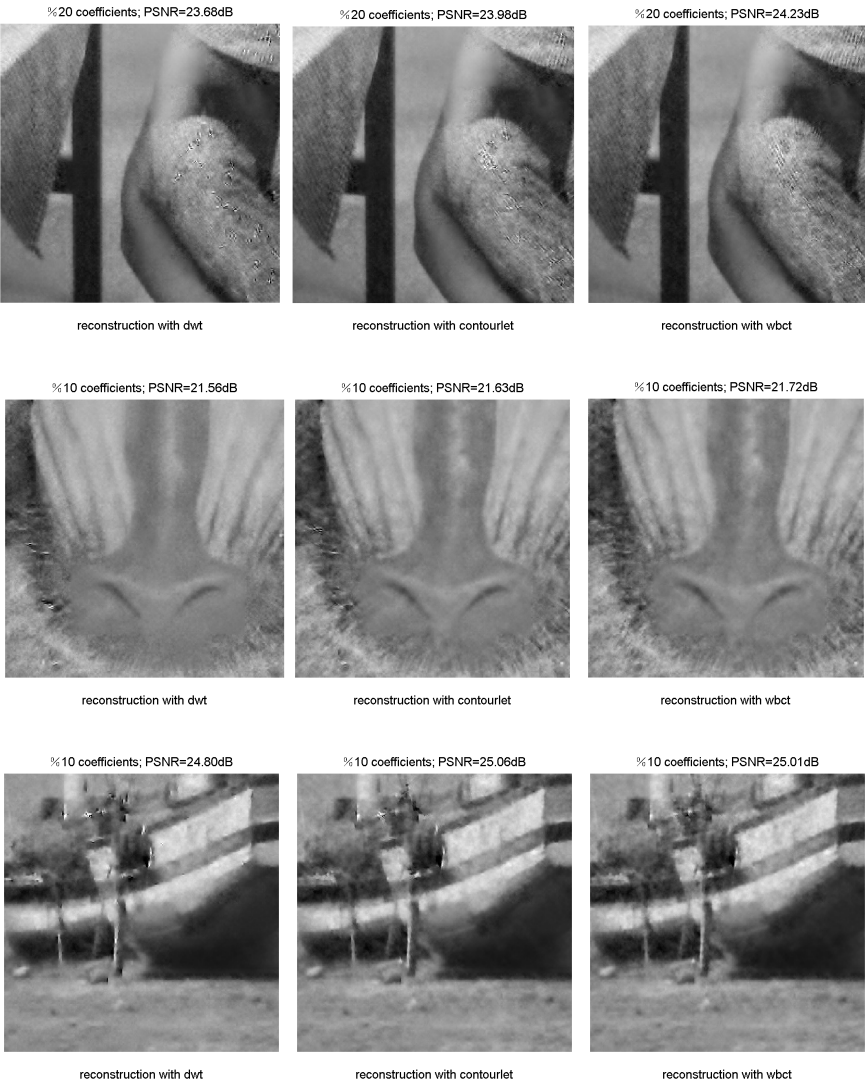 %20 coefficients; PSNR=23.68dB
%20 coefficients; PSNR=23.98dB
%20 coefficients; PSNR=24.23dB
reconstruction with dwt
reconstruction with contourlet
reconstruction with wbct
%10 coefficients; PSNR=21.56dB
%10 coefficients; PSNR=21.63dB
%10 coefficients; PSNR=21.72dB
reconstruction with dwt
reconstruction with contourlet
reconstruction with wbct
%10 coefficients; PSNR=24.80dB
%10 coefficients; PSNR=25.06dB
%10 coefficients; PSNR=25.01dB
reconstruction with dwt
reconstruction with contourlet
reconstruction with wbct